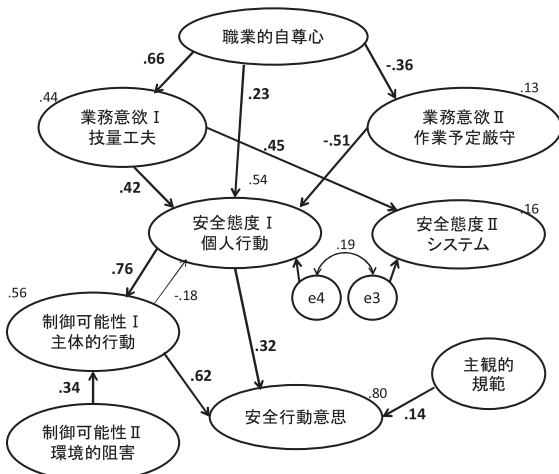 職業的自尊心
.66
-.36
.44
.13
業務意欲Ⅰ
技量工夫
.23
業務意欲Ⅱ
作業予定厳守
.45
-.51
.42
.54
.16
安全態度Ⅰ
個人行動
安全態度Ⅱ
システム
.19
.76
e4
e3
-.18
.56
制御可能性Ⅰ
主体的行動
.32
.34
.62
主観的
規範
.80
安全行動意思
.14
制御可能性Ⅱ
環境的阻害